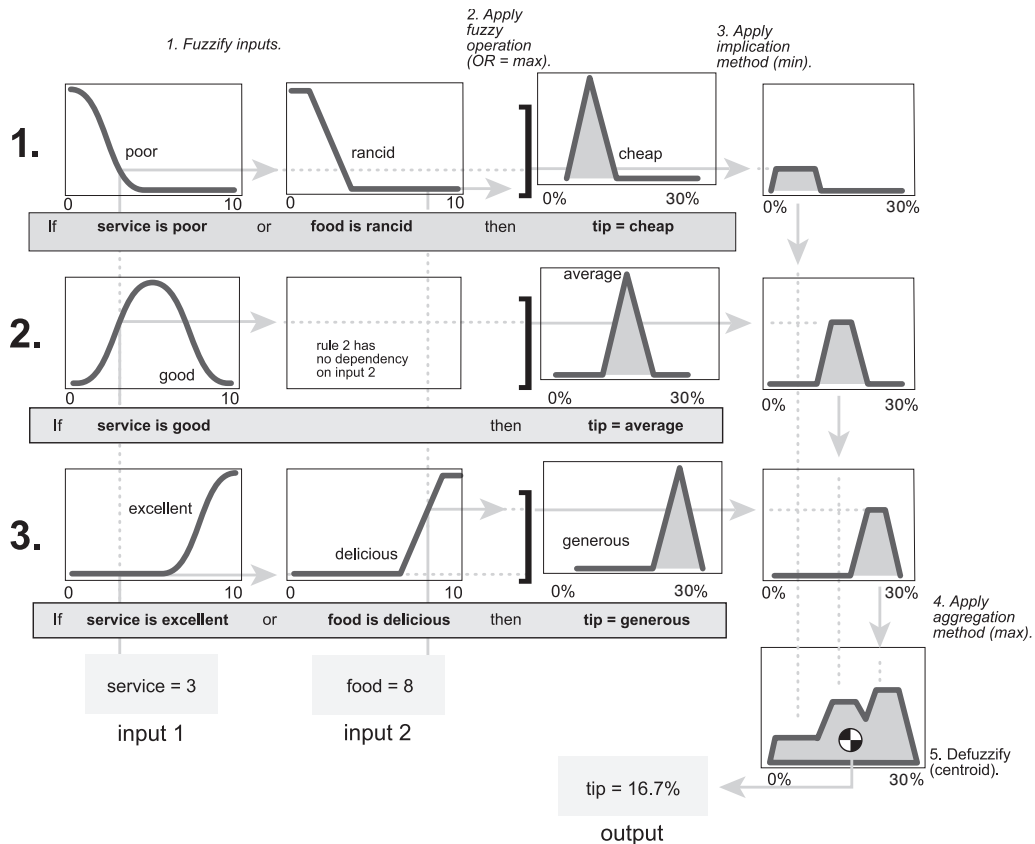 1. Fuzzify inputs.
2. Apply
fuzzy
operation
(OR = max).
3. Apply
implication
method (min).
1.
poor
rancid
cheap
0 10
0 10
0% 30%
0% 30%
If service is poor or food is rancid then tip = cheap
2.
good
rule 2 has
no dependency
on input 2
average
0 10
0% 30%
0% 30%
If service is good then tip = average
3.
excellent
delicious
generous
0 10
0 10
0% 30%
0% 30%
If service is excellent or food is delicious then tip = generous
4. Apply
aggregation
method (max).
service = 3
input 1
food = 8
input 2
0% 30%
5. Defuzzify
(centroid).
tip = 16.7%
output